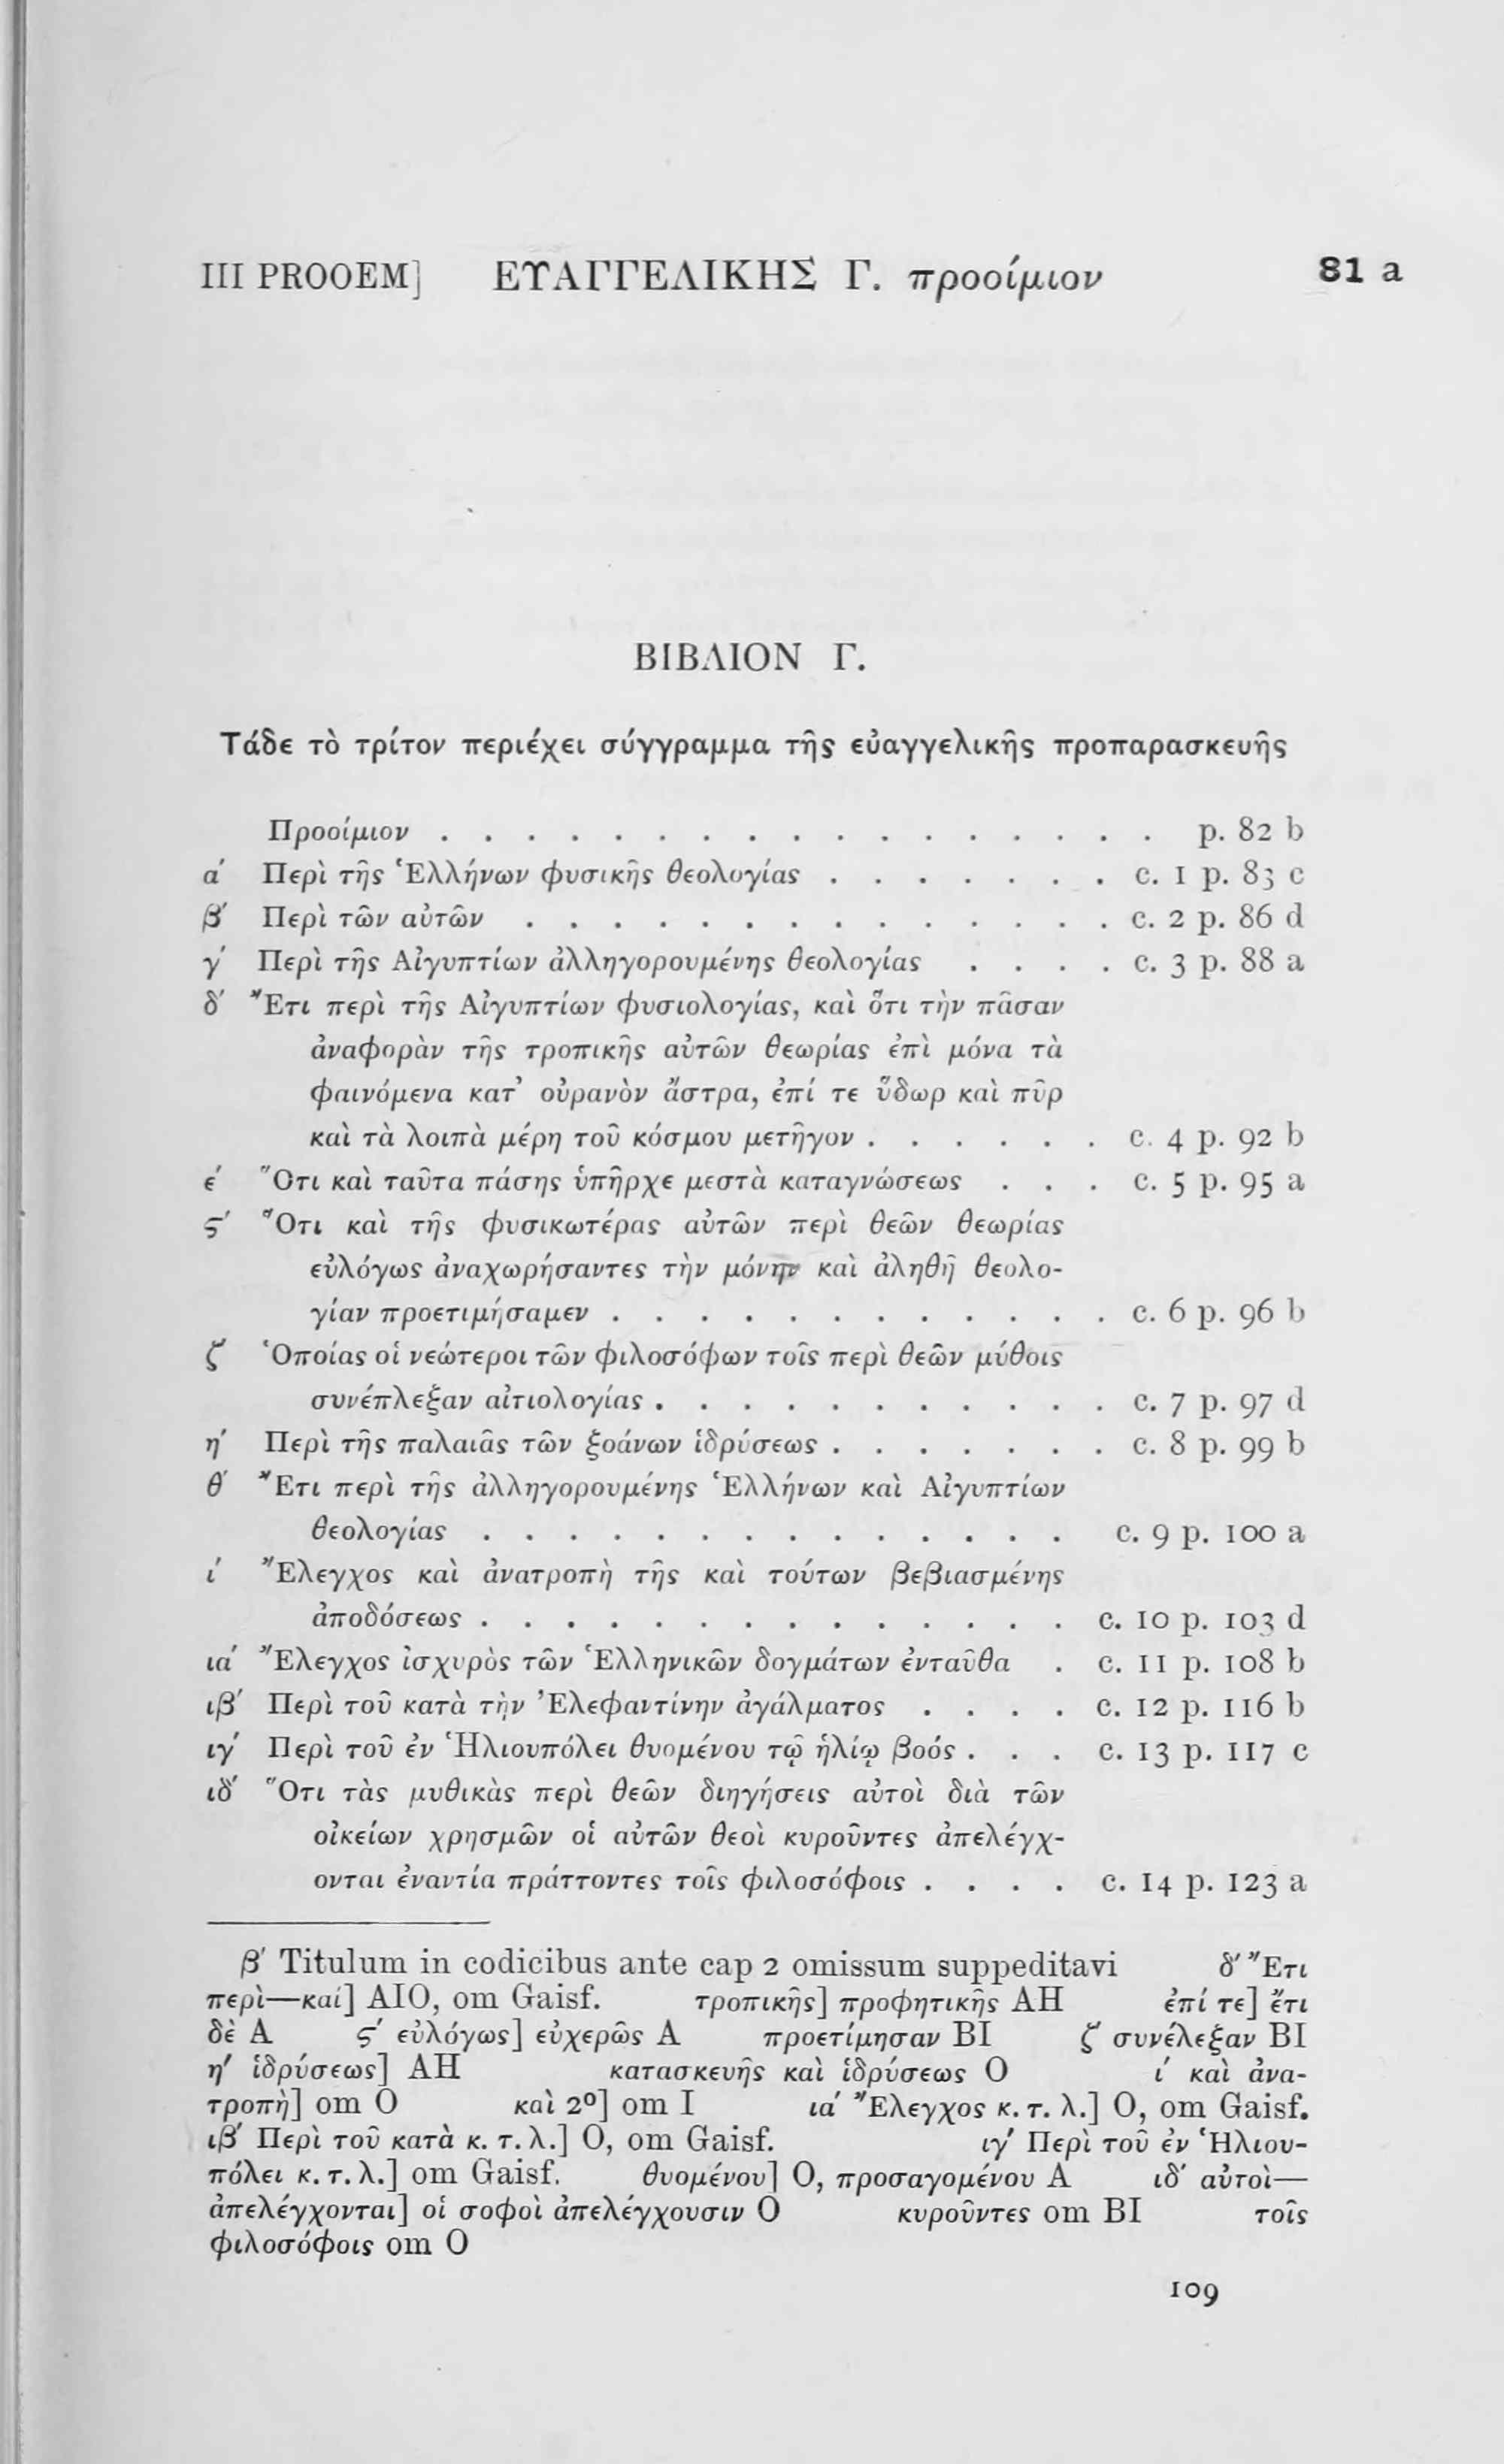 III PROOEM] ΕΥΑΓΓΕΛΙΚΗΣ Γ. προοίμιον 81 a
ΒΙΒΛΙΟΝ Γ.
Τάδε τὸ τρίτον περιέχει σύγγραμμα τῆς εὐαγγελικῆς προπαρασκευῆς
Προοίμιον . . . . . . . . . . . . . . . . . p. 82 b
α΄ Περὶ τῆς Ἑλλήνων φυσικῆς θεολογίας . . . . . . . c. 1 p. 83 c
β΄ Περὶ τῶν αὐτῶν . . . . . . . . . . . . . . c. 2 p. 86 d
γ΄ Περὶ τῆς Αἰγυπτίων ἀλληγορουμένης θεολογίας . . . . c. 3 p. 88 a
δ΄ Ἔτι περὶ τῆς Αἰγυπτίων φυσιολογίας, καὶ ὅτι τὴν πᾶσαν
ἀναφορὰν τῆς τροπικῆς αὐτῶν θεωρίας ἐπὶ μόνα τὰ
φαινόμενα κατ’ οὐρανὸν ἄστρα, ἐπί τε ὕδωρ καὶ πῦρ
καὶ τὰ λοιπὰ μέρη τοῦ κόσμου μετῆγον . . . . . . c. 4 p. 92 b
ε΄ Ὅτι καὶ ταῦτα πάσης ὑπῆρχε μεστὰ καταγνώσεως . . . c. 5 p. 95 a
ϛ΄ Ὅτι καὶ τῆς φυσικωτέρας αὐτῶν περὶ θεῶν θεωρίας
εὐλόγως ἀναχωρήσαντες τὴν μόνην καὶ ἀληθῆ θεολο-
γίαν προετιμήσαμεν . . . . . . . . . . . . c. 6 p. 96 b
ζ΄ Ὁποίας οἱ νεώτεροι τῶν φιλοσόφων τοῖς περὶ θεῶν μύθοις
συνέπλεξαν αἰτιολογίας . . . . . . . . . . . c. 7 p. 97 d
η΄ Περὶ τῆς παλαιᾶς τῶν ξοάνων ἱδρύσεως . . . . . . . c. 8 p. 99 b
θ΄ Ἔτι περὶ τῆς ἀλληγορουμένης Ἑλλήνων καὶ Αἰγυπτίων
θεολογίας . . . . . . . . . . . . . . c. 9 p. 100 a
ι΄ Ἔλεγχος καὶ ἀνατροπὴ τῆς καὶ τούτων βεβιασμένης
ἀποδόσεως . . . . . . . . . . . . . . c. 10 p. 103 d
ια΄ Ἔλεγχος ἰσχυρὸς τῶν Ἑλληνικῶν δογμάτων ἐνταῦθα . c. 11 p. 108 b
ιβ΄ Περὶ τοῦ κατὰ τὴν Ἐλεφαντίνην ἀγάλματος . . . . c. 12 p. 116 b
ιγ΄ Περὶ τοῦ ἐν Ἡλιουπόλει θυομένου τῷ ἡλίῳ βοός . . . c. 13 p. 117 c
ιδ΄ Ὅτι τὰς μυθικὰς περὶ θεῶν διηγήσεις αὐτοὶ διὰ τῶν
οἰκείων χρησμῶν οἱ αὐτῶν θεοὶ κυροῦντες ἀπελέγχ-
ονται ἐναντία πράττοντες τοῖς φιλοσόφοις . . . . c. 14 p. 123 a
β΄ Titulum in codicibus ante cap 2 omissum suppeditavi δ΄ Ἔτι
περὶ—καί] AIO, om Gaisf. τροπικῆς] προφητικῆς AH ἐπί τε] ἔτι
δὲ A ϛ΄ εὐλόγως] εὐχερῶς A προετίμησαν BI ζ΄ συνέλεξαν BI
η΄ ἱδρύσεως] AH κατασκευῆς καὶ ἱδρύσεως O ι΄ καὶ ἀνα-
τροπὴ] om O καὶ 2º] om I ια΄ Ἔλεγχος κ. τ. λ.] O, om Gaisf.
ιβ΄ Περὶ τοῦ κατὰ κ. τ. λ.] O, om Gaisf. ιγ΄ Περὶ τοῦ ἐν Ἡλιου-
πόλει κ. τ. λ.] om Gaisf. θυομένου] O, προσαγομένου A ιδ΄ αὐτοὶ—
ἀπελέγχονται] οἱ σοφοὶ ἀπελέγχουσιν O κυροῦντες om BI τοῖς
φιλοσόφοις om O
109